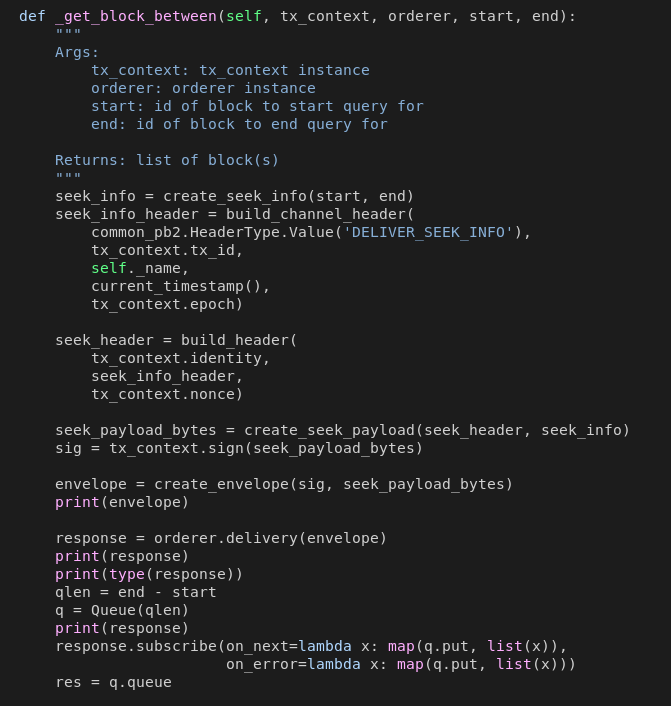 def _get_block_between(self, tx_context, orderer, start, end):
    """
    Args:
        tx_context: tx_context instance
        orderer: orderer instance
        start: id of block to start query for
        end: id of block to end query for

    Returns: list of block(s)
    """
    seek_info = create_seek_info(start, end)
    seek_info_header = build_channel_header(
        common_pb2.HeaderType.Value('DELIVER_SEEK_INFO'),
        tx_context.tx_id,
        self._name,
        current_timestamp(),
        tx_context.epoch)

    seek_header = build_header(
        tx_context.identity,
        seek_info_header,
        tx_context.nonce)

    seek_payload_bytes = create_seek_payload(seek_header, seek_info)
    sig = tx_context.sign(seek_payload_bytes)

    envelope = create_envelope(sig, seek_payload_bytes)
    print(envelope)

    response = orderer.delivery(envelope)
    print(response)
    print(type(response))
    qlen = end - start
    q = Queue(qlen)
    print(response)
    response.subscribe(on_next=lambda x: map(q.put, list(x)),
                       on_error=lambda x: map(q.put, list(x)))
    res = q.queue